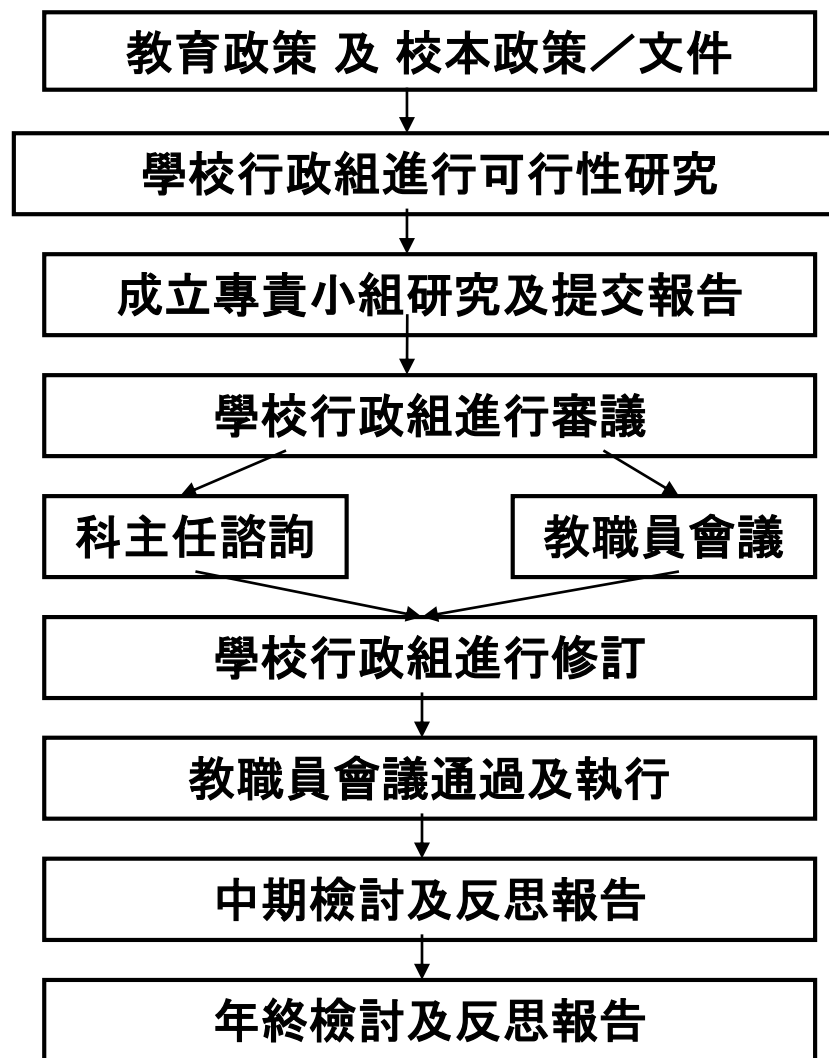 教育政策 及 校本政策／文件
學校行政組進行可行性研究
成立專責小組研究及提交報告
學校行政組進行審議
科主任諮詢
教職員會議
學校行政組進行修訂
教職員會議通過及執行
中期檢討及反思報告
年終檢討及反思報告